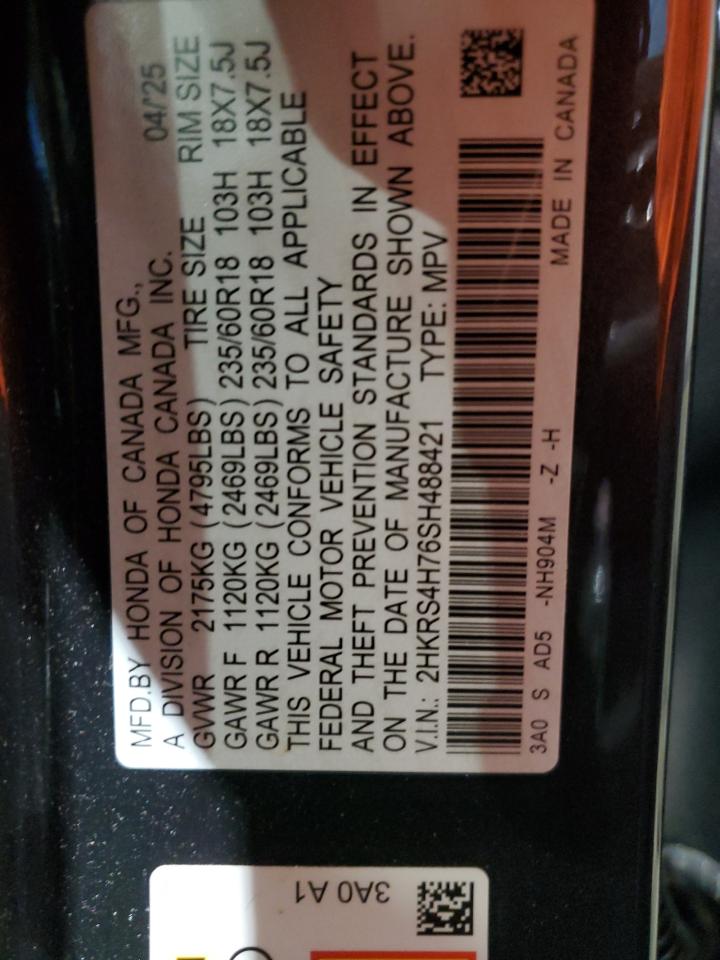 MFD.BY HONDA OF CANADA MFG.,
A DIVISION OF HONDA CANADA INC. 04/'25
GVWR 2175KG (4795LBS) TIRE SIZE RIM SIZE
GAWR F 1120KG (2469LBS) 235/60R18 103H 18X7.5J
GAWR R 1120KG (2469LBS) 235/60R18 103H 18X7.5J
THIS VEHICLE CONFORMS TO ALL APPLICABLE
FEDERAL MOTOR VEHICLE SAFETY
AND THEFT PREVENTION STANDARDS IN EFFECT
ON THE DATE OF MANUFACTURE SHOWN ABOVE.
V.I.N.: 2HKRS4H76SH488421 TYPE: MPV
3A0 S AD5 -NH904M -Z -H MADE IN CANADA
3A0 A1